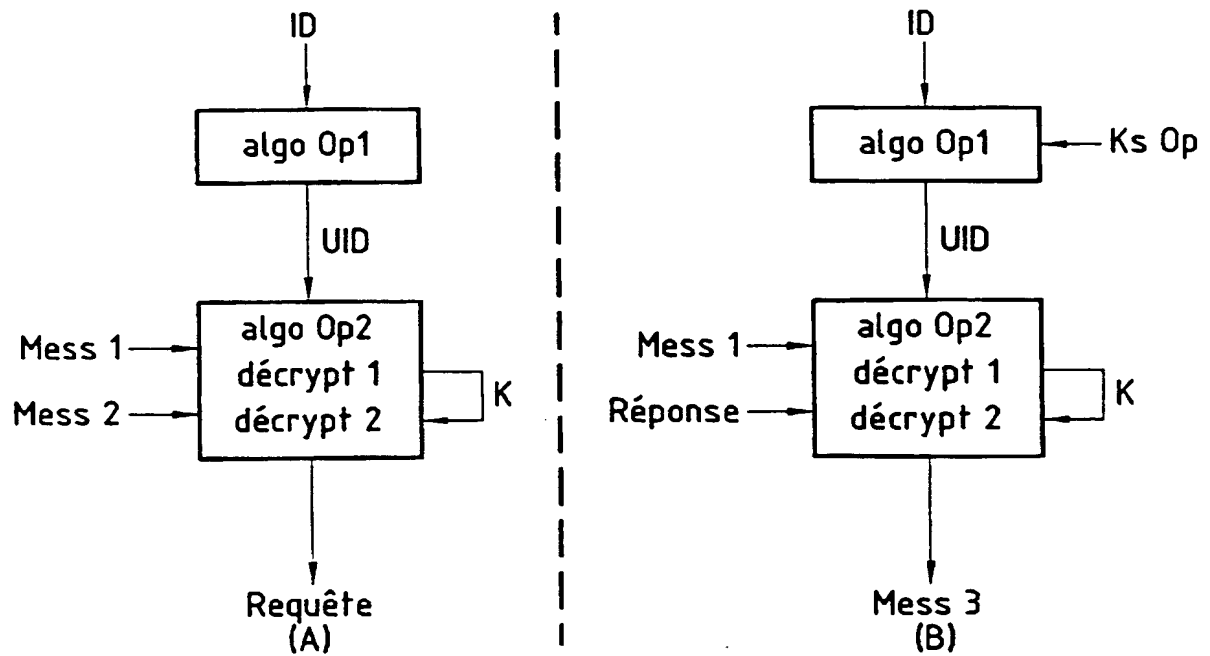 ID
algo Op1
UID
Mess 1
Mess 2
algo Op2
décrypt 1
décrypt 2
K
Requête
(A)
ID
algo Op1
Ks Op
UID
Mess 1
Réponse
algo Op2
décrypt 1
décrypt 2
K
Mess 3
(B)